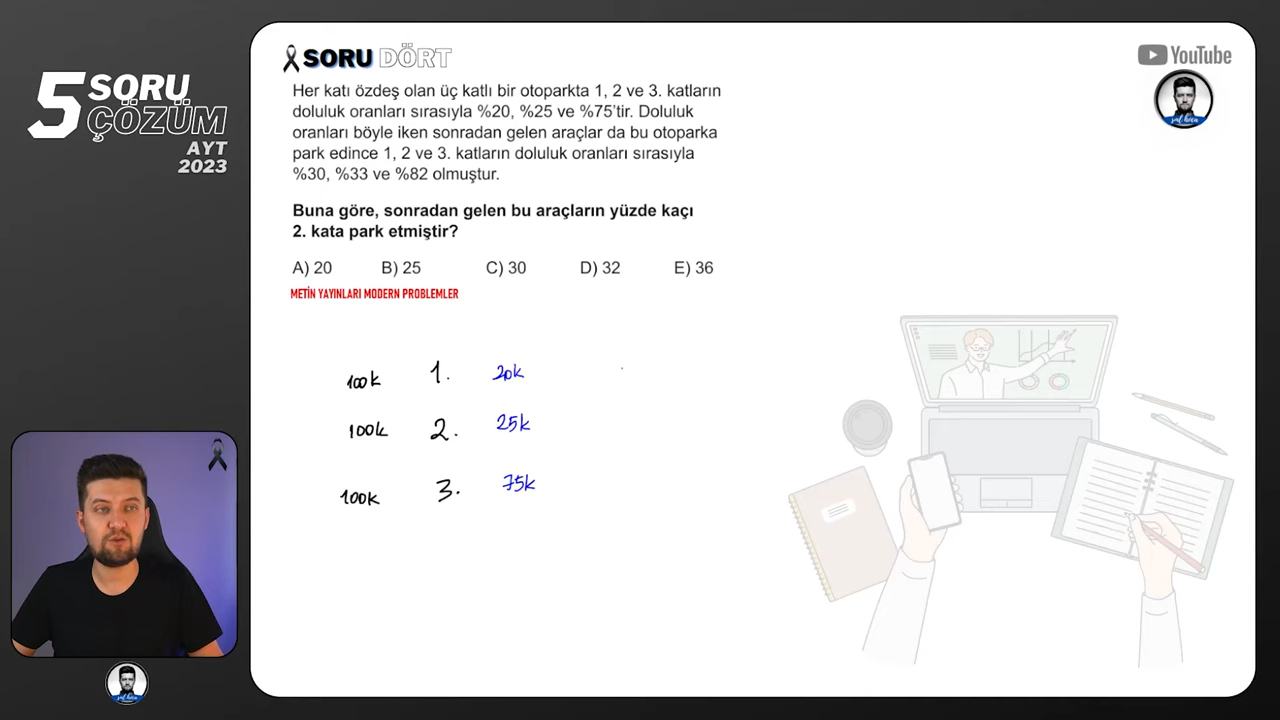 5 SORU
ÇÖZÜM
AYT
2023
SORU DÖRT
YouTube
Her katı özdeş olan üç katlı bir otoparkta 1, 2 ve 3. katların
doluluk oranları sırasıyla %20, %25 ve %75'tir. Doluluk
oranları böyle iken sonradan gelen araçlar da bu otoparka
park edince 1, 2 ve 3. katların doluluk oranları sırasıyla
%30, %33 ve %82 olmuştur.
Buna göre, sonradan gelen bu araçların yüzde kaçı
2. kata park etmiştir?
A) 20 B) 25 C) 30 D) 32 E) 36
METİN YAYINLARI MODERN PROBLEMLER
100k 1. 20k
100k 2. 25k
100k 3. 75k